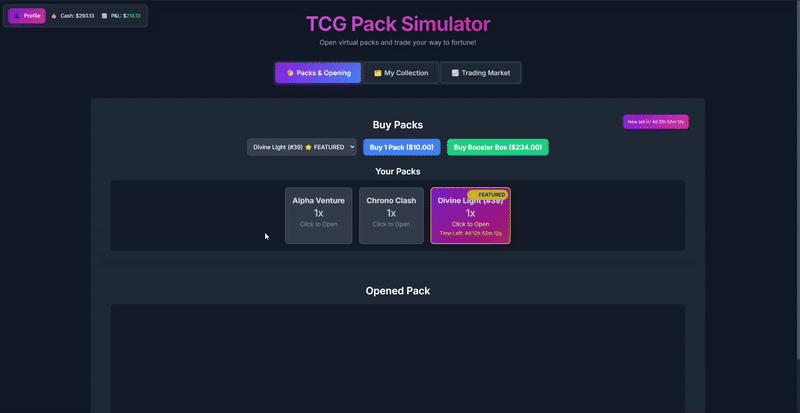 Profile
Cash: $293.13
P&L: $218.13
TCG Pack Simulator
Open virtual packs and trade your way to fortune!
Packs & Opening
My Collection
Trading Market
Buy Packs
New set in: 4d 12h 52m 12s
Divine Light (#39) ⭐ FEATURED
Buy 1 Pack ($10.00)
Buy Booster Box ($234.00)
Your Packs
Alpha Venture
1x
Click to Open
Chrono Clash
1x
Click to Open
FEATURED
Divine Light (#39)
1x
Click to Open
Time Left: 4d 12h 52m 12s
Opened Pack